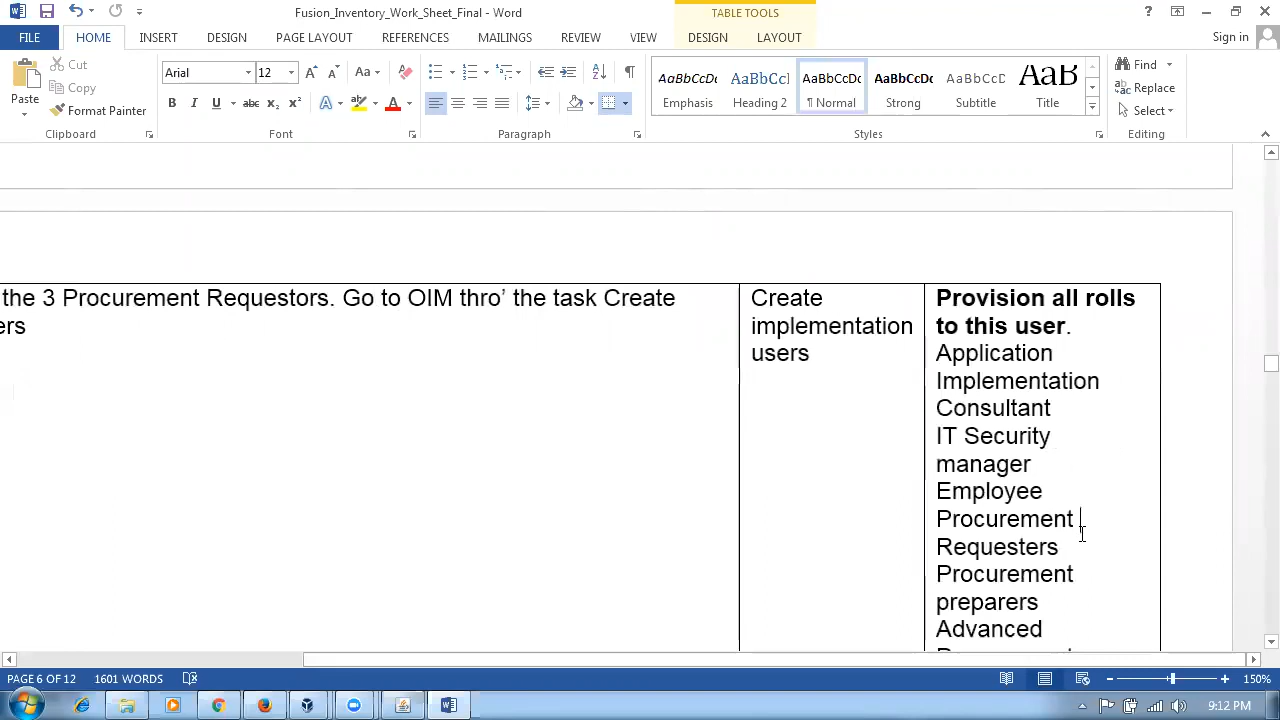 Fusion_Inventory_Work_Sheet_Final - Word
TABLE TOOLS
?
FILE
HOME
INSERT
DESIGN
PAGE LAYOUT
REFERENCES
MAILINGS
REVIEW
VIEW
DESIGN
LAYOUT
Sign in
Paste
Cut
Copy
Format Painter
Clipboard
Arial
12
Font
Paragraph
AaBbCcDc
Emphasis
AaBbCcI
Heading 2
AaBbCcDc
¶ Normal
AaBbCcDc
Strong
AaBbCcD
Subtitle
AaB
Title
Styles
Find
Replace
Select
Editing
the 3 Procurement Requestors. Go to OIM thro’ the task Create
ers
Create
implementation
users
Provision all rolls
to this user.
Application
Implementation
Consultant
IT Security
manager
Employee
Procurement
Requesters
Procurement
preparers
Advanced
PAGE 6 OF 12
1601 WORDS
150%
9:12 PM